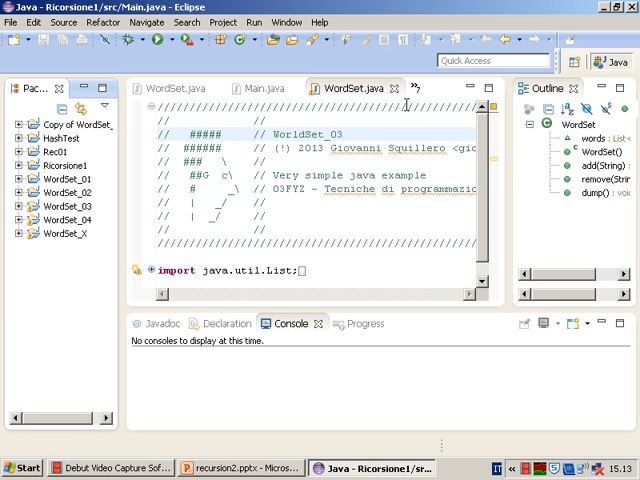 Java - Ricorsione1/src/Main.java - Eclipse
File Edit Source Refactor Navigate Search Project Run Window Help
Quick Access Java
Pac...
WordSet.java Main.java WordSet.java »7
Outline
Copy of WordSet_
HashTest
Rec01
Ricorsione1
WordSet_01
WordSet_02
WordSet_03
WordSet_04
WordSet_X
////////////////////////////////////////////////
// //
// ##### // WorldSet_03
// ###### // (!) 2013 Giovanni Squillero <gio
// ### \ //
// ##G c\ // Very simple java example
// # _\ // 03FYZ - Tecniche di programmazio
// | _/ //
// | _/ //
// //
////////////////////////////////////////////////
import java.util.List;
WordSet
words : List<
WordSet()
add(String) :
remove(Strin
dump() : void
Javadoc Declaration Console Progress
No consoles to display at this time.
Start Debut Video Capture Sof... recursion2.pptx - Micros... Java - Ricorsione1/sr... IT « 15.13